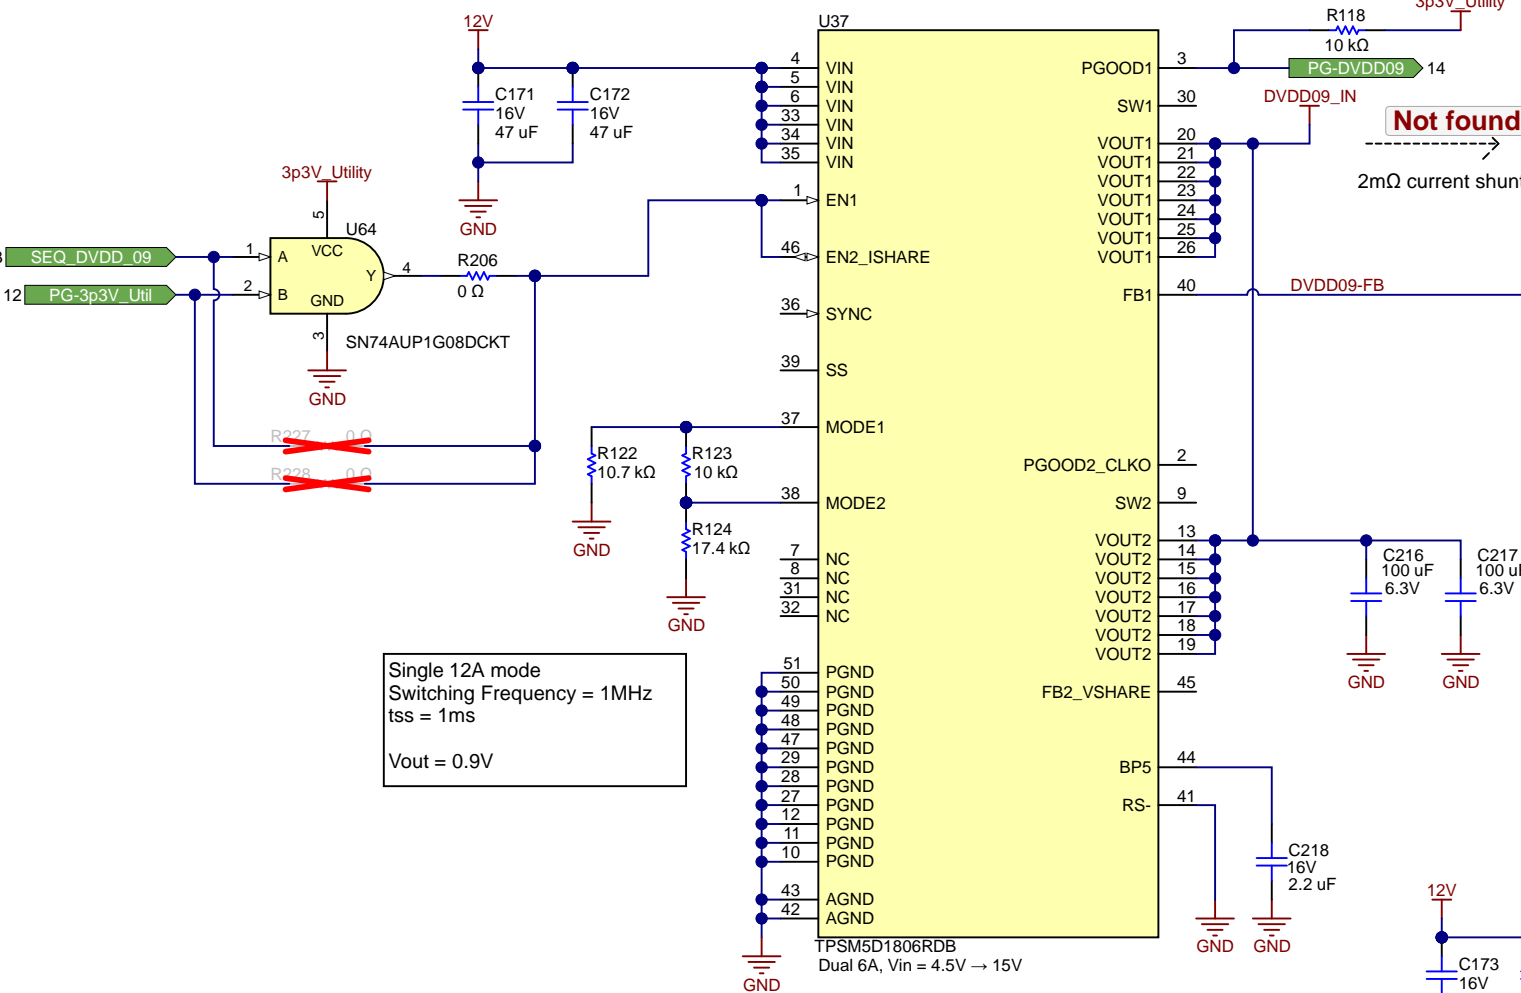 12V
C171
16V
47 uF
C172
16V
47 uF
GND
3p3V_Utility
5
U64
VCC
SEQ_DVDD_09
1
A
Y
4
R206
0 Ω
12
PG-3p3V_Util
2
B
GND
3
SN74AUP1G08DCKT
GND
R227
0 Ω
R228
0 Ω
U37
4 VIN
5 VIN
6 VIN
33 VIN
34 VIN
35 VIN
1 EN1
46 EN2_ISHARE
36 SYNC
39 SS
37 MODE1
38 MODE2
R122
10.7 kΩ
R123
10 kΩ
R124
17.4 kΩ
GND
GND
7 NC
8 NC
31 NC
32 NC
51 PGND
50 PGND
49 PGND
48 PGND
47 PGND
29 PGND
28 PGND
27 PGND
12 PGND
11 PGND
10 PGND
43 AGND
42 AGND
GND
Single 12A mode
Switching Frequency = 1MHz
tss = 1ms
Vout = 0.9V
PGOOD1 3
SW1 30
VOUT1 20
VOUT1 21
VOUT1 22
VOUT1 23
VOUT1 24
VOUT1 25
VOUT1 26
FB1 40
PGOOD2_CLKO 2
SW2 9
VOUT2 13
VOUT2 14
VOUT2 15
VOUT2 16
VOUT2 17
VOUT2 18
VOUT2 19
FB2_VSHARE 45
BP5 44
RS- 41
TPSM5D1806RDB
Dual 6A, Vin = 4.5V → 15V
3p3V_Utility
R118
10 kΩ
PG-DVDD09 14
DVDD09_IN
Not found
2mΩ current shunt
DVDD09-FB
C216
100 uF
6.3V
C217
100 uF
6.3V
GND
GND
C218
16V
2.2 uF
GND
GND
12V
C173
16V